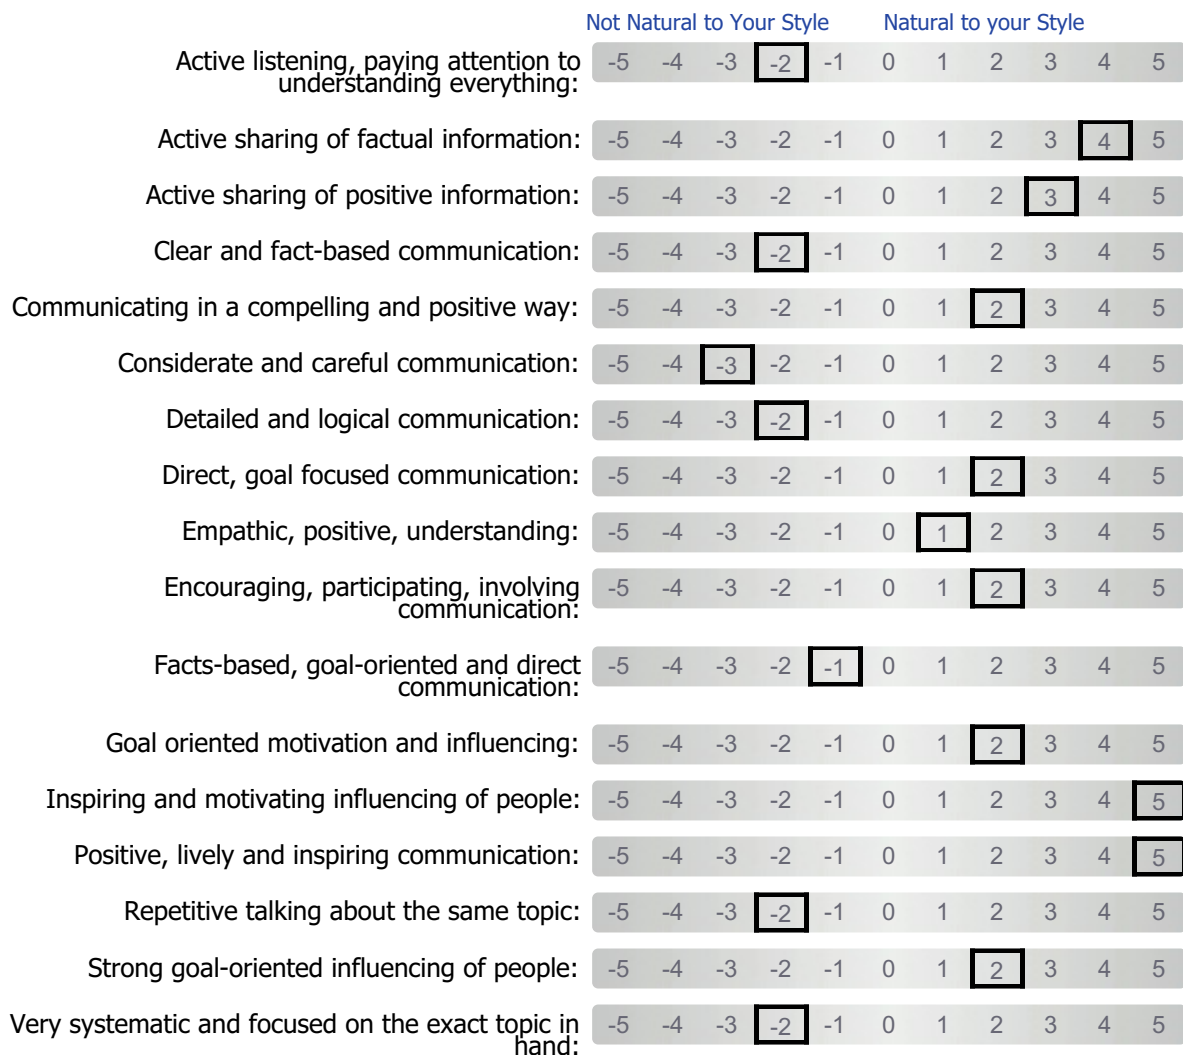 Not Natural to Your Style Natural to your Style
Active listening, paying attention to
understanding everything:
-5 -4 -3 -2 -1 0 1 2 3 4 5
Active sharing of factual information: -5 -4 -3 -2 -1 0 1 2 3 4 5
Active sharing of positive information: -5 -4 -3 -2 -1 0 1 2 3 4 5
Clear and fact-based communication: -5 -4 -3 -2 -1 0 1 2 3 4 5
Communicating in a compelling and positive way: -5 -4 -3 -2 -1 0 1 2 3 4 5
Considerate and careful communication: -5 -4 -3 -2 -1 0 1 2 3 4 5
Detailed and logical communication: -5 -4 -3 -2 -1 0 1 2 3 4 5
Direct, goal focused communication: -5 -4 -3 -2 -1 0 1 2 3 4 5
Empathic, positive, understanding: -5 -4 -3 -2 -1 0 1 2 3 4 5
Encouraging, participating, involving
communication:
-5 -4 -3 -2 -1 0 1 2 3 4 5
Facts-based, goal-oriented and direct
communication:
-5 -4 -3 -2 -1 0 1 2 3 4 5
Goal oriented motivation and influencing: -5 -4 -3 -2 -1 0 1 2 3 4 5
Inspiring and motivating influencing of people: -5 -4 -3 -2 -1 0 1 2 3 4 5
Positive, lively and inspiring communication: -5 -4 -3 -2 -1 0 1 2 3 4 5
Repetitive talking about the same topic: -5 -4 -3 -2 -1 0 1 2 3 4 5
Strong goal-oriented influencing of people: -5 -4 -3 -2 -1 0 1 2 3 4 5
Very systematic and focused on the exact topic in
hand:
-5 -4 -3 -2 -1 0 1 2 3 4 5